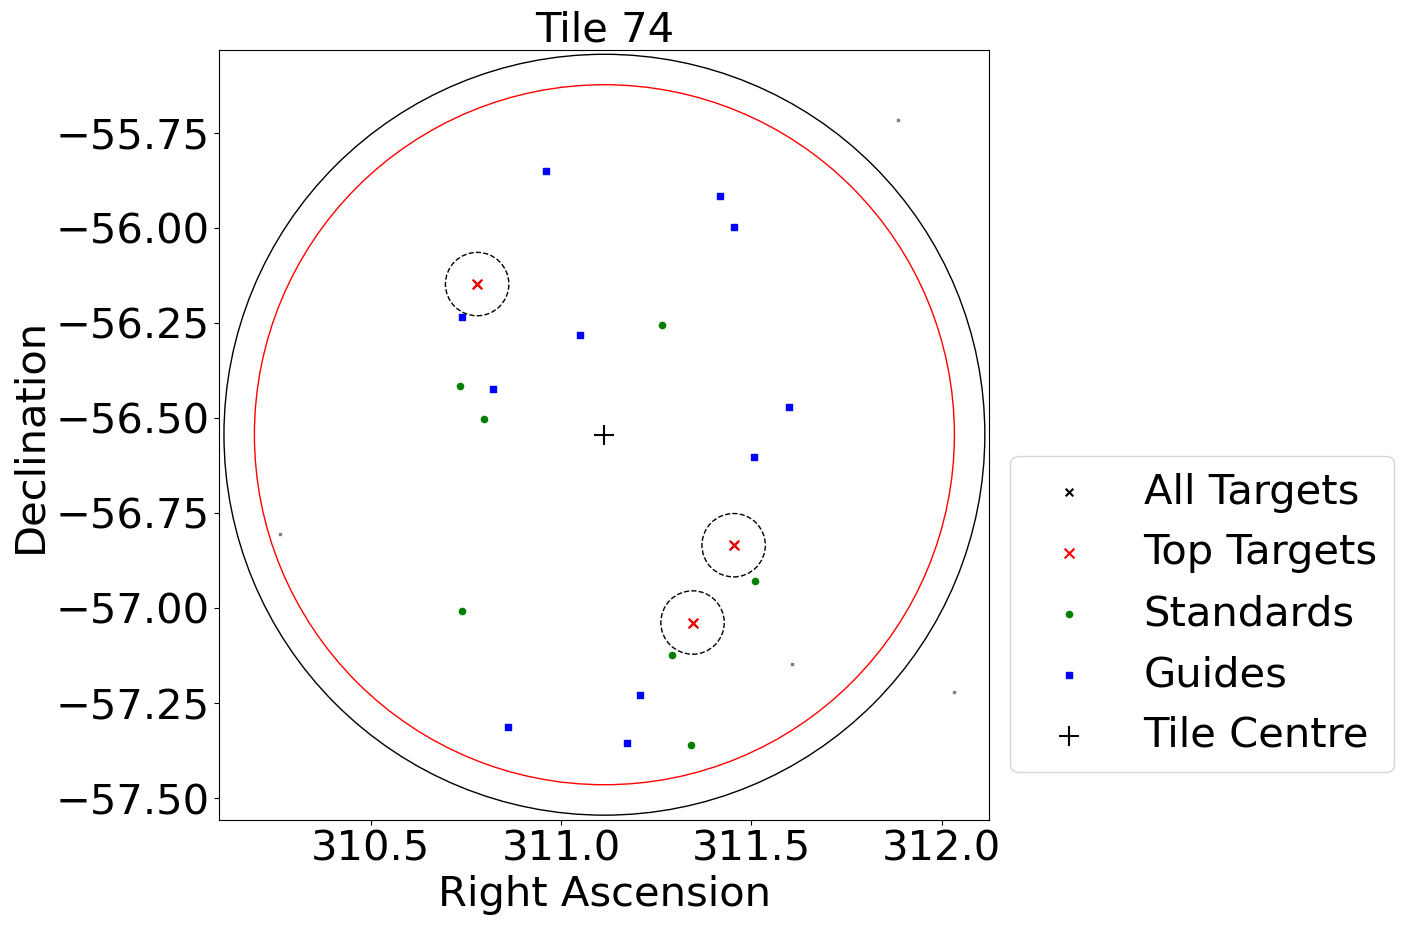 Tile 74
−55.75
−56.00
−56.25
−56.50
−56.75
−57.00
−57.25
−57.50
Declination
310.5 311.0 311.5 312.0
Right Ascension
All Targets
Top Targets
Standards
Guides
Tile Centre